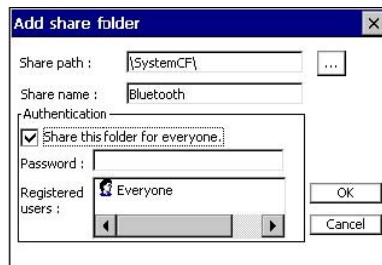 Add share folder
Share path :
\SystemCF\
...
Share name :
Bluetooth
Authentication
Share this folder for everyone.
Password :
Registered
users :
Everyone
OK
Cancel